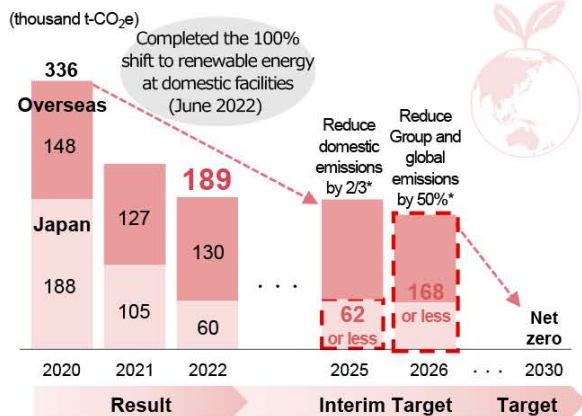 (thousand t-CO₂e)
Completed the 100%
shift to renewable energy
at domestic facilities
(June 2022)
336
Overseas
148
Japan
188
127
105
189
130
60
. . .
Reduce
domestic
emissions
by 2/3*
62
or less
Reduce
Group and
global
emissions
by 50%*
168
or less
Net
zero
2020 2021 2022 2025 2026 . . . 2030
Result Interim Target Target